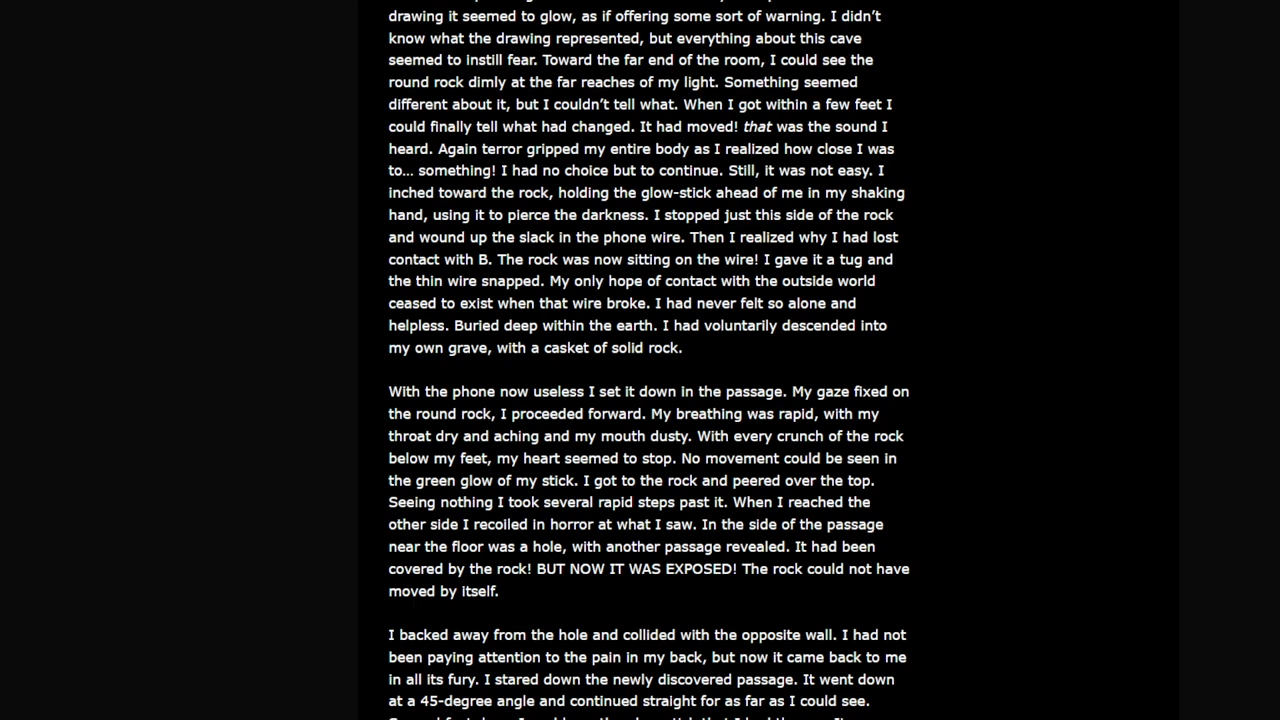 drawing it seemed to glow, as if offering some sort of warning. I didn’t
know what the drawing represented, but everything about this cave
seemed to instill fear. Toward the far end of the room, I could see the
round rock dimly at the far reaches of my light. Something seemed
different about it, but I couldn’t tell what. When I got within a few feet I
could finally tell what had changed. It had moved! that was the sound I
heard. Again terror gripped my entire body as I realized how close I was
to… something! I had no choice but to continue. Still, it was not easy. I
inched toward the rock, holding the glow-stick ahead of me in my shaking
hand, using it to pierce the darkness. I stopped just this side of the rock
and wound up the slack in the phone wire. Then I realized why I had lost
contact with B. The rock was now sitting on the wire! I gave it a tug and
the thin wire snapped. My only hope of contact with the outside world
ceased to exist when that wire broke. I had never felt so alone and
helpless. Buried deep within the earth. I had voluntarily descended into
my own grave, with a casket of solid rock.
With the phone now useless I set it down in the passage. My gaze fixed on
the round rock, I proceeded forward. My breathing was rapid, with my
throat dry and aching and my mouth dusty. With every crunch of the rock
below my feet, my heart seemed to stop. No movement could be seen in
the green glow of my stick. I got to the rock and peered over the top.
Seeing nothing I took several rapid steps past it. When I reached the
other side I recoiled in horror at what I saw. In the side of the passage
near the floor was a hole, with another passage revealed. It had been
covered by the rock! BUT NOW IT WAS EXPOSED! The rock could not have
moved by itself.
I backed away from the hole and collided with the opposite wall. I had not
been paying attention to the pain in my back, but now it came back to me
in all its fury. I stared down the newly discovered passage. It went down
at a 45-degree angle and continued straight for as far as I could see.